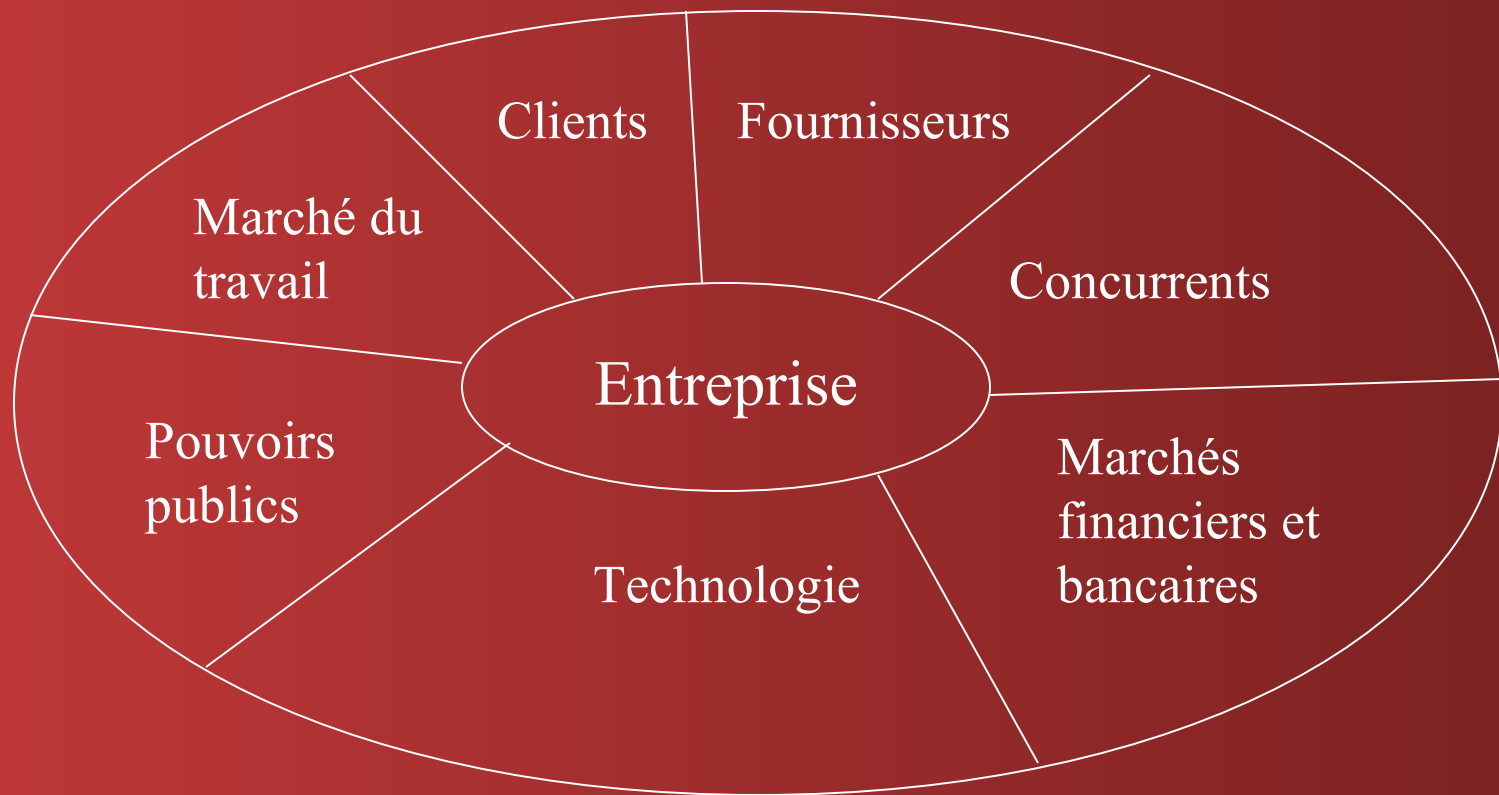 Clients
Fournisseurs
Marché du
travail
Concurrents
Entreprise
Pouvoirs
publics
Marchés
financiers et
bancaires
Technologie